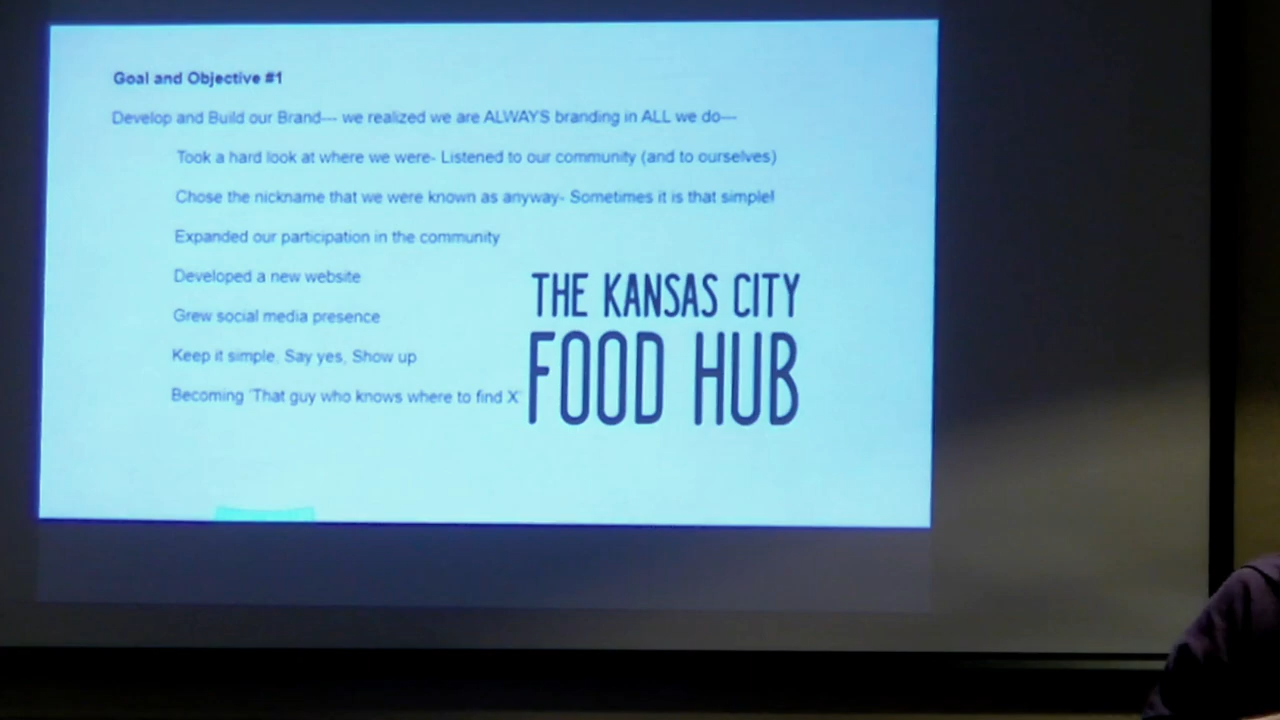 Goal and Objective #1
Develop and Build our Brand--- we realized we are ALWAYS branding in ALL we do---
Took a hard look at where we were- Listened to our community (and to ourselves)
Chose the nickname that we were known as anyway- Sometimes it is that simple!
Expanded our participation in the community
Developed a new website
Grew social media presence
Keep it simple, Say yes, Show up
Becoming 'That guy who knows where to find X'
THE KANSAS CITY
FOOD HUB